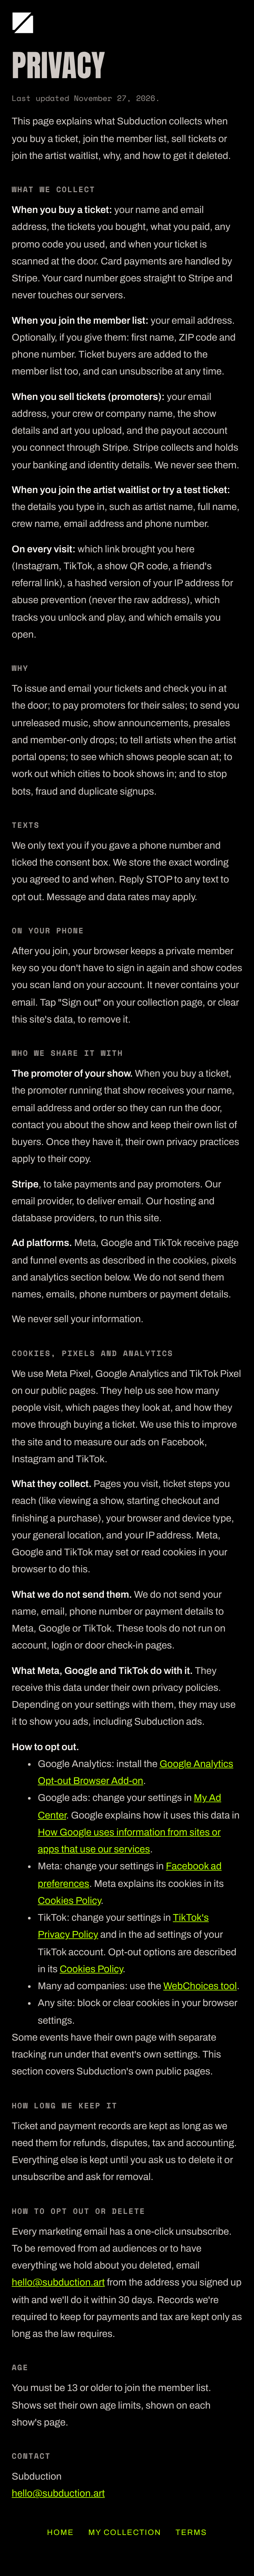 PRIVACY
Last updated November 27, 2026.
This page explains what Subduction collects when
you buy a ticket, join the member list, sell tickets or
join the artist waitlist, why, and how to get it deleted.
WHAT WE COLLECT
When you buy a ticket: your name and email
address, the tickets you bought, what you paid, any
promo code you used, and when your ticket is
scanned at the door. Card payments are handled by
Stripe. Your card number goes straight to Stripe and
never touches our servers.
When you join the member list: your email address.
Optionally, if you give them: first name, ZIP code and
phone number. Ticket buyers are added to the
member list too, and can unsubscribe at any time.
When you sell tickets (promoters): your email
address, your crew or company name, the show
details and art you upload, and the payout account
you connect through Stripe. Stripe collects and holds
your banking and identity details. We never see them.
When you join the artist waitlist or try a test ticket:
the details you type in, such as artist name, full name,
crew name, email address and phone number.
On every visit: which link brought you here
(Instagram, TikTok, a show QR code, a friend's
referral link), a hashed version of your IP address for
abuse prevention (never the raw address), which
tracks you unlock and play, and which emails you
open.
WHY
To issue and email your tickets and check you in at
the door; to pay promoters for their sales; to send you
unreleased music, show announcements, presales
and member-only drops; to tell artists when the artist
portal opens; to see which shows people scan at; to
work out which cities to book shows in; and to stop
bots, fraud and duplicate signups.
TEXTS
We only text you if you gave a phone number and
ticked the consent box. We store the exact wording
you agreed to and when. Reply STOP to any text to
opt out. Message and data rates may apply.
ON YOUR PHONE
After you join, your browser keeps a private member
key so you don't have to sign in again and show codes
you scan land on your account. It never contains your
email. Tap "Sign out" on your collection page, or clear
this site's data, to remove it.
WHO WE SHARE IT WITH
The promoter of your show. When you buy a ticket,
the promoter running that show receives your name,
email address and order so they can run the door,
contact you about the show and keep their own list of
buyers. Once they have it, their own privacy practices
apply to their copy.
Stripe, to take payments and pay promoters. Our
email provider, to deliver email. Our hosting and
database providers, to run this site.
Ad platforms. Meta, Google and TikTok receive page
and funnel events as described in the cookies, pixels
and analytics section below. We do not send them
names, emails, phone numbers or payment details.
We never sell your information.
COOKIES, PIXELS AND ANALYTICS
We use Meta Pixel, Google Analytics and TikTok Pixel
on our public pages. They help us see how many
people visit, which pages they look at, and how they
move through buying a ticket. We use this to improve
the site and to measure our ads on Facebook,
Instagram and TikTok.
What they collect. Pages you visit, ticket steps you
reach (like viewing a show, starting checkout and
finishing a purchase), your browser and device type,
your general location, and your IP address. Meta,
Google and TikTok may set or read cookies in your
browser to do this.
What we do not send them. We do not send your
name, email, phone number or payment details to
Meta, Google or TikTok. These tools do not run on
account, login or door check-in pages.
What Meta, Google and TikTok do with it. They
receive this data under their own privacy policies.
Depending on your settings with them, they may use
it to show you ads, including Subduction ads.
How to opt out.
• Google Analytics: install the Google Analytics
Opt-out Browser Add-on.
• Google ads: change your settings in My Ad
Center. Google explains how it uses this data in
How Google uses information from sites or
apps that use our services.
• Meta: change your settings in Facebook ad
preferences. Meta explains its cookies in its
Cookies Policy.
• TikTok: change your settings in TikTok's
Privacy Policy and in the ad settings of your
TikTok account. Opt-out options are described
in its Cookies Policy.
• Many ad companies: use the WebChoices tool.
• Any site: block or clear cookies in your browser
settings.
Some events have their own page with separate
tracking run under that event's own settings. This
section covers Subduction's own public pages.
HOW LONG WE KEEP IT
Ticket and payment records are kept as long as we
need them for refunds, disputes, tax and accounting.
Everything else is kept until you ask us to delete it or
unsubscribe and ask for removal.
HOW TO OPT OUT OR DELETE
Every marketing email has a one-click unsubscribe.
To be removed from ad audiences or to have
everything we hold about you deleted, email
hello@subduction.art from the address you signed up
with and we'll do it within 30 days. Records we're
required to keep for payments and tax are kept only as
long as the law requires.
AGE
You must be 13 or older to join the member list.
Shows set their own age limits, shown on each
show's page.
CONTACT
Subduction
hello@subduction.art
HOME MY COLLECTION TERMS